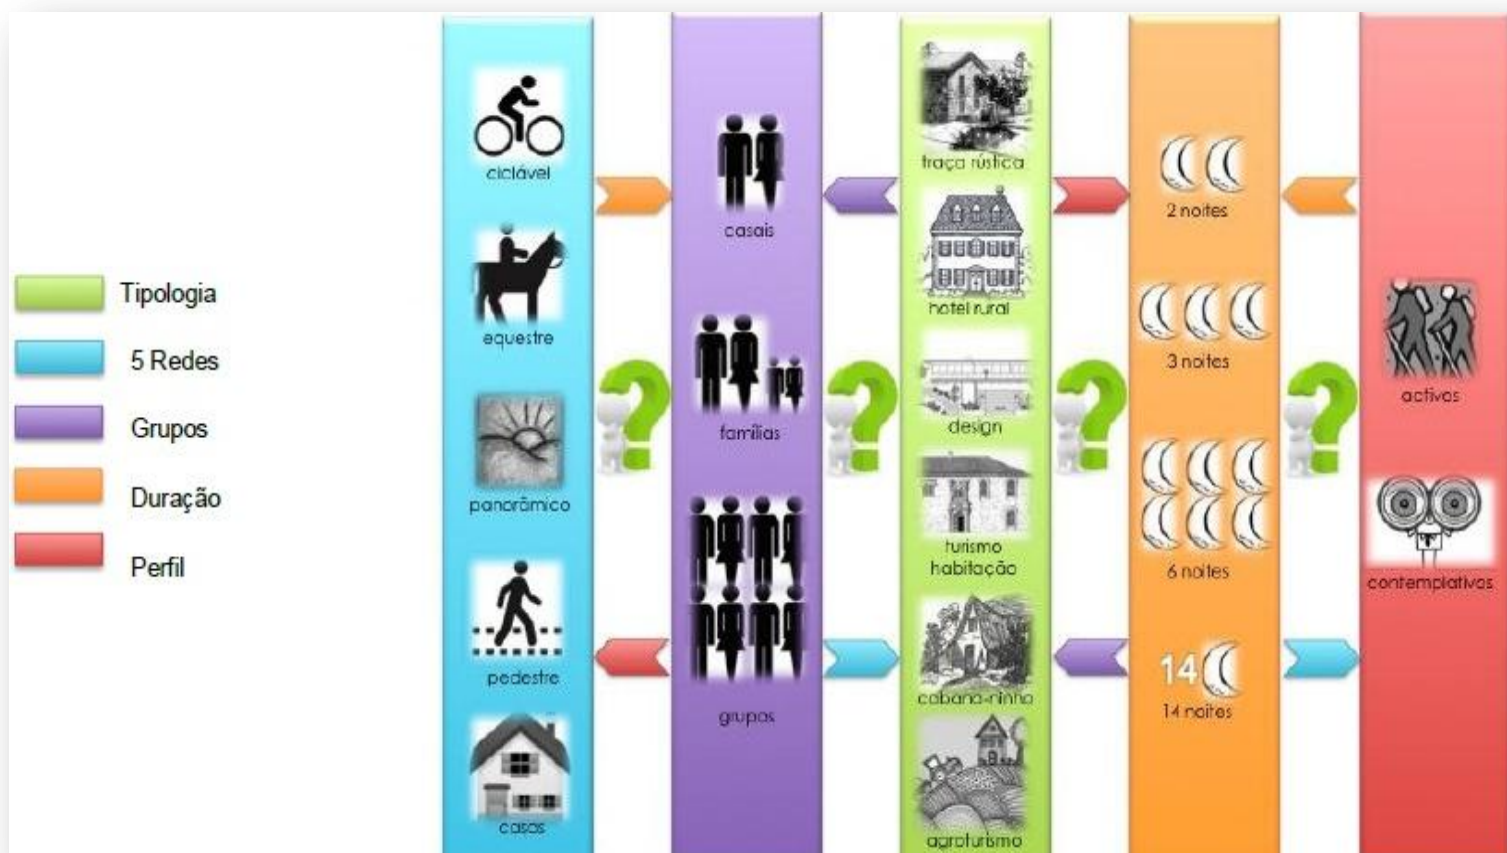 Tipologia
5 Redes
Grupos
Duração
Perfil
ciclável
equestre
panorâmico
pedestre
casas
casais
famílias
grupos
traça rústica
hotel rural
design
turismo
habitação
cabana-ninho
agroturismo
2 noites
3 noites
6 noites
14
14 noites
activos
contemplativos